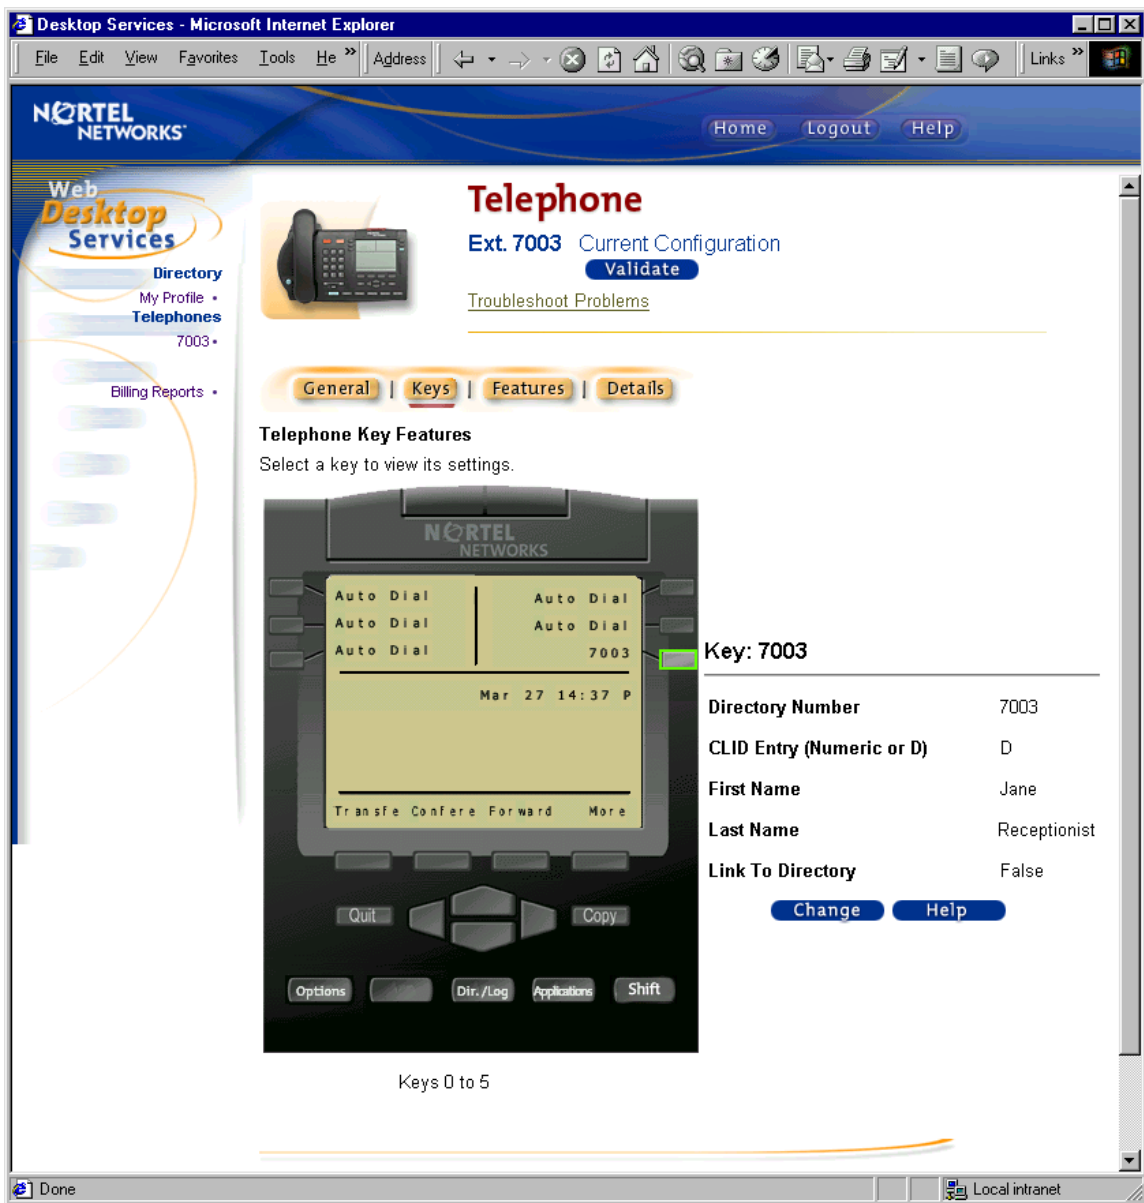 Desktop Services - Microsoft Internet Explorer
File Edit View Favorites Tools He » Address Links »
NORTEL
NETWORKS
Home Logout Help
Web
Desktop
Services
Directory
My Profile •
Telephones
7003 •
Billing Reports •
Telephone
Ext. 7003 Current Configuration
Validate
Troubleshoot Problems
General | Keys | Features | Details
Telephone Key Features
Select a key to view its settings.
NORTEL
NETWORKS
Auto Dial Auto Dial
Auto Dial Auto Dial
Auto Dial 7003
Mar 27 14:37 P
Transfe Confere Forward More
Quit Copy
Options Dir./Log Applications Shift
Keys 0 to 5
Key: 7003
Directory Number 7003
CLID Entry (Numeric or D) D
First Name Jane
Last Name Receptionist
Link To Directory False
Change Help
Done Local intranet